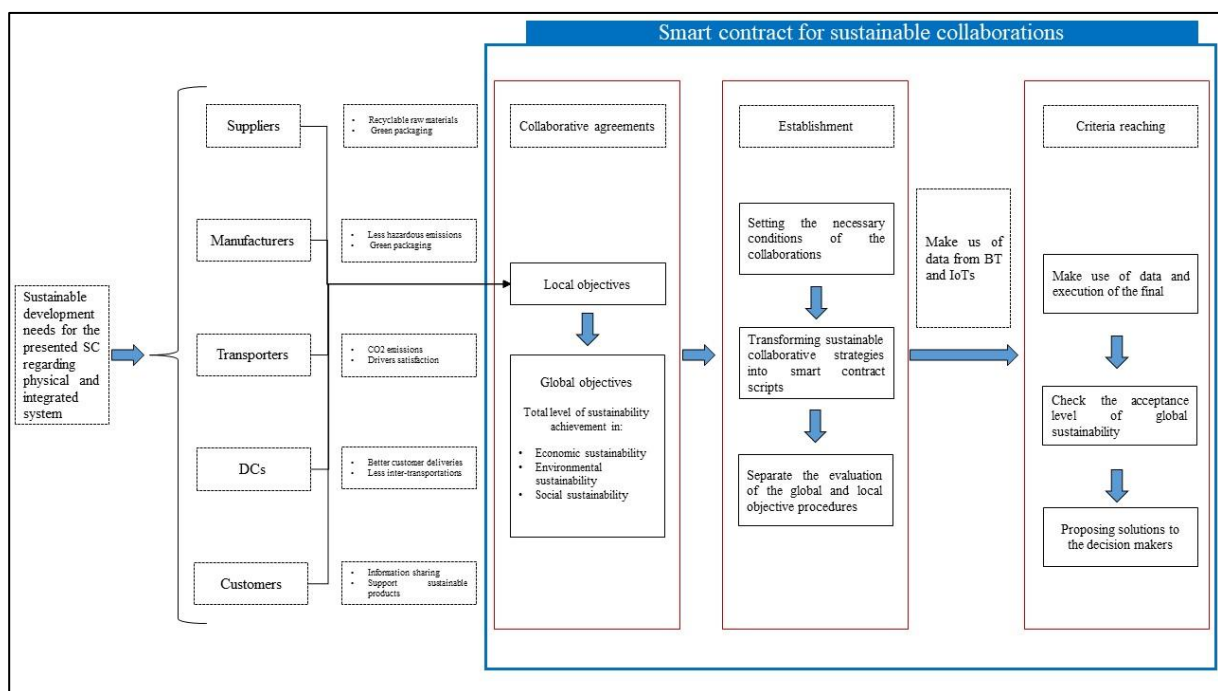 Smart contract for sustainable collaborations
Sustainable
development
needs for the
presented SC
regarding
physical and
integrated
system
Suppliers
• Recyclable raw materials
• Green packaging
Manufacturers
• Less hazardous emissions
• Green packaging
Transporters
• CO2 emissions
• Drivers satisfaction
DCs
• Better customer deliveries
• Less inter-transportations
Customers
• Information sharing
• Support sustainable
products
Collaborative agreements
Local objectives
Global objectives
Total level of sustainability
achievement in:
• Economic sustainability
• Environmental
sustainability
• Social sustainability
Establishment
Setting the necessary
conditions of the
collaborations
Transforming sustainable
collaborative strategies
into smart contract
scripts
Separate the evaluation
of the global and local
objective procedures
Make us of
data from BT
and IoTs
Criteria reaching
Make use of data and
execution of the final
Check the acceptance
level of global
sustainability
Proposing solutions to
the decision makers